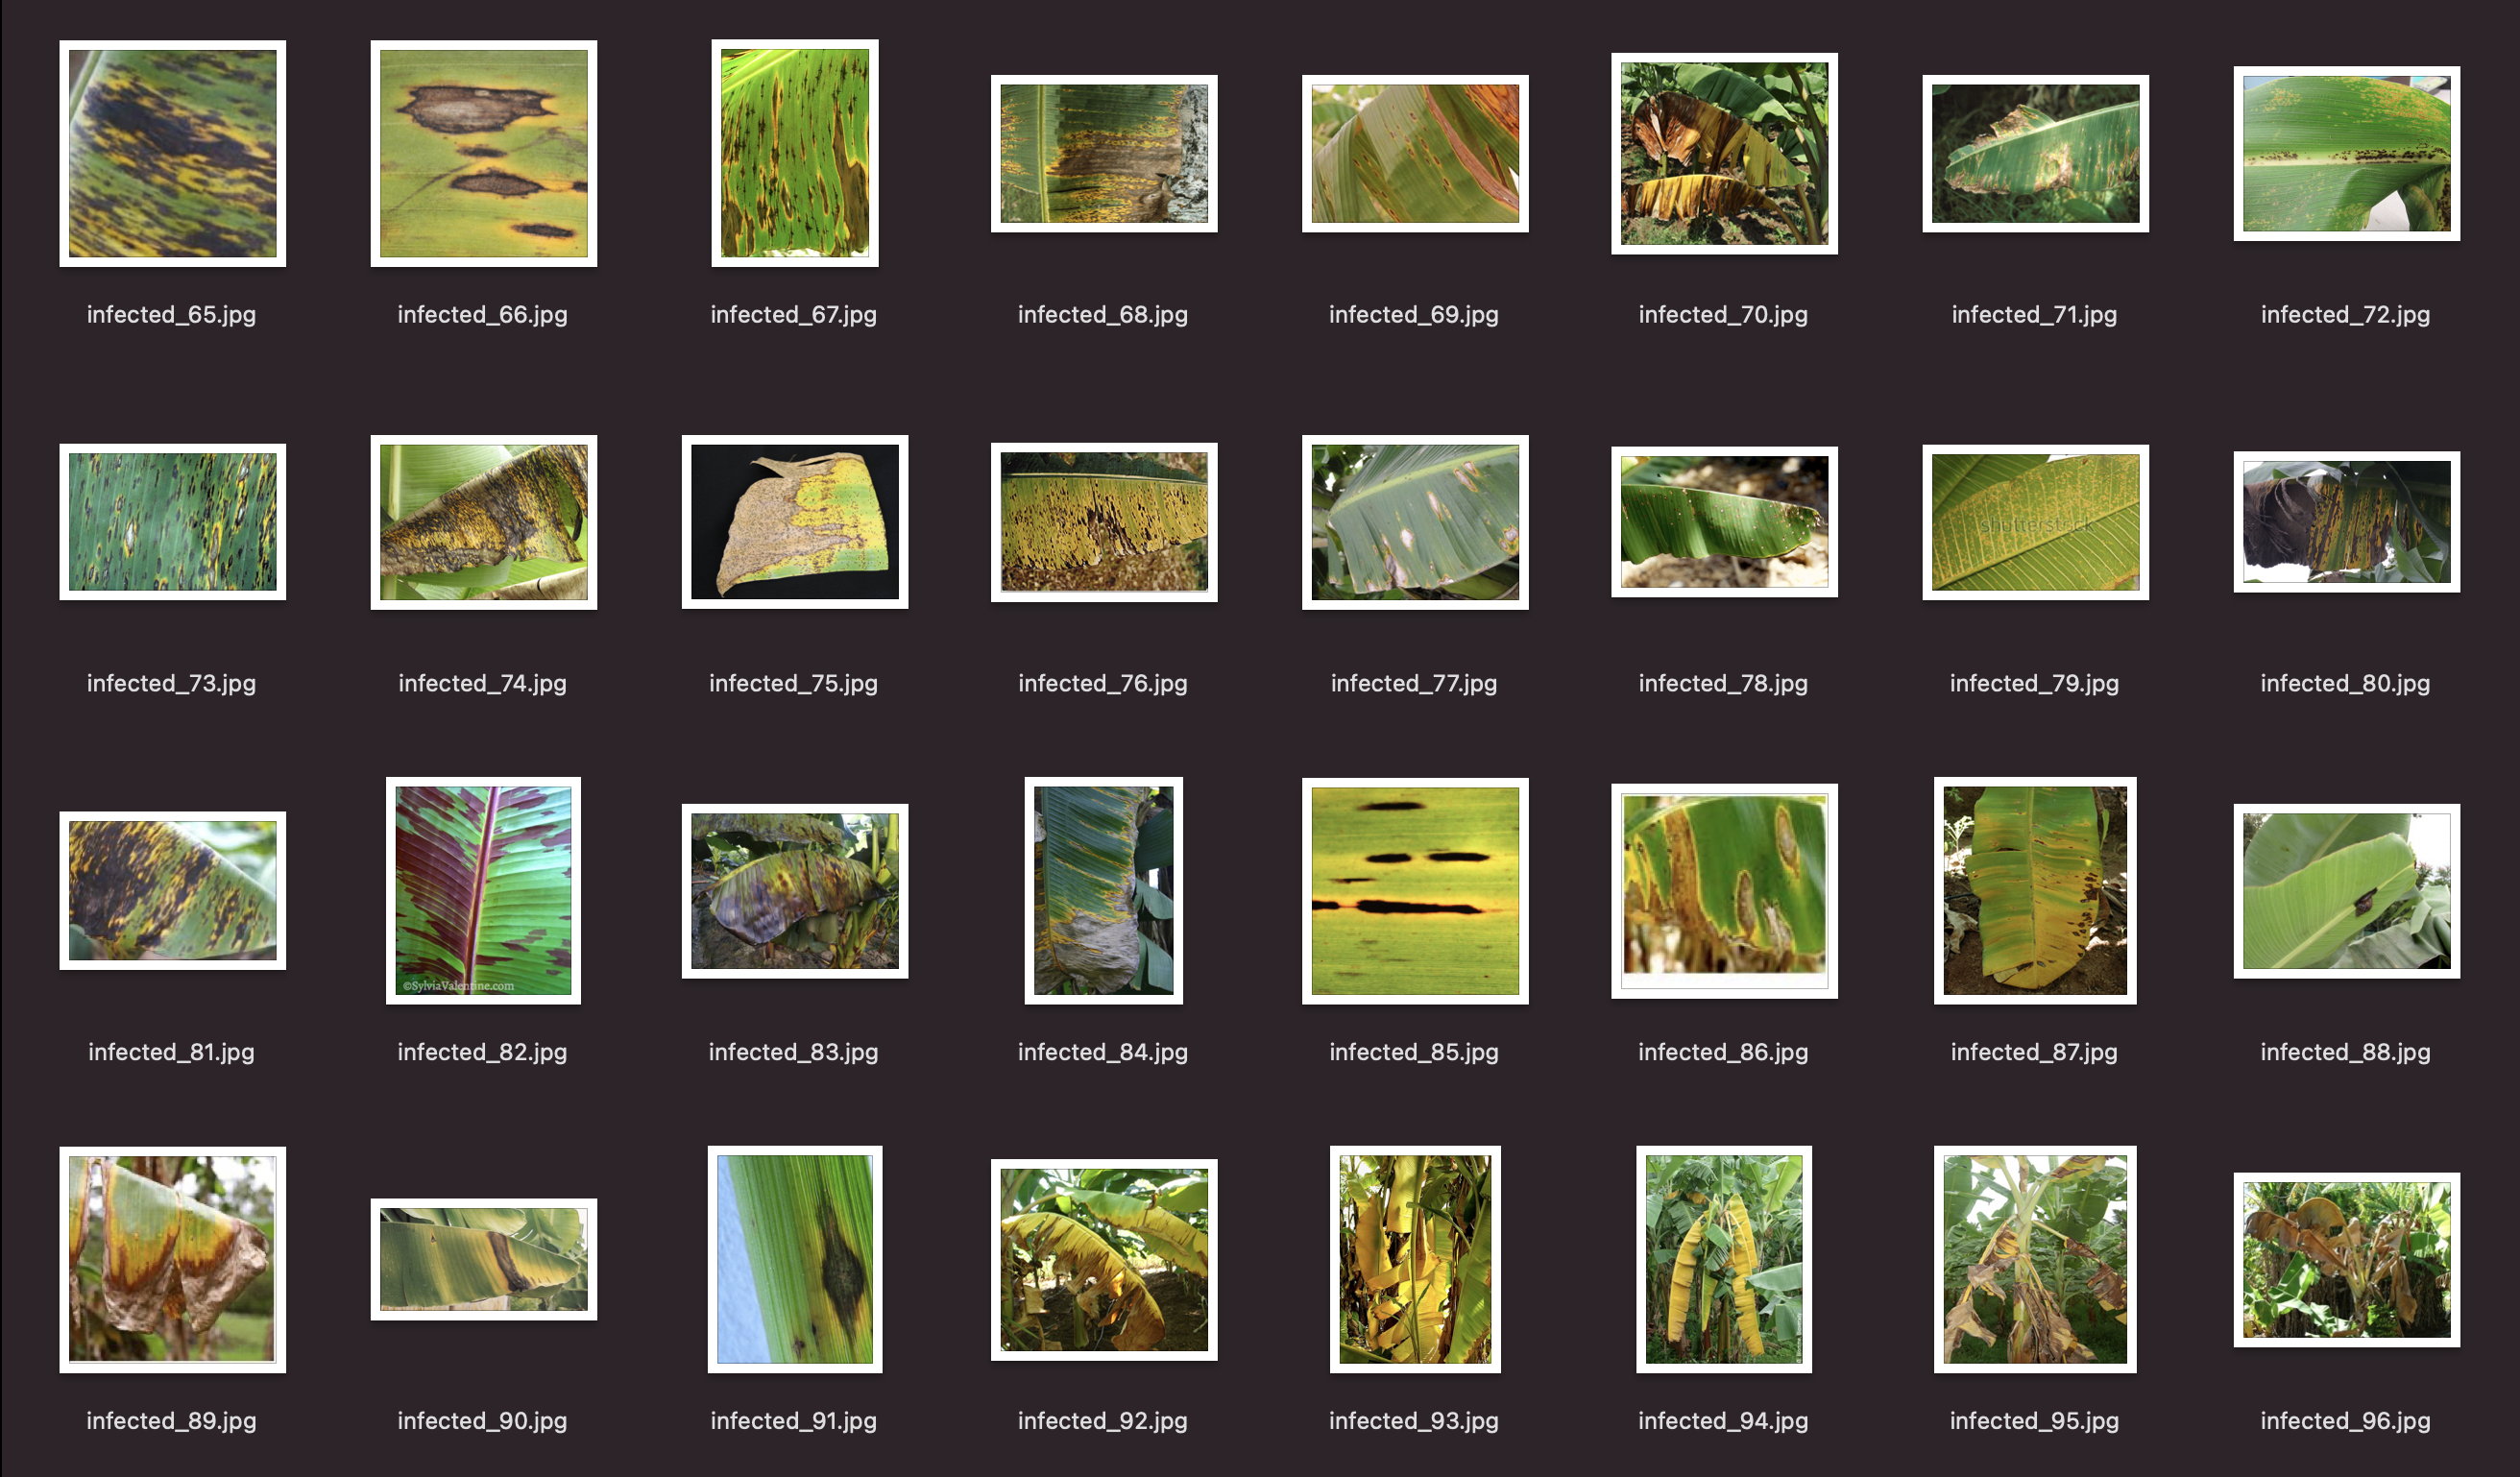 infected_65.jpg
infected_66.jpg
infected_67.jpg
infected_68.jpg
infected_69.jpg
infected_70.jpg
infected_71.jpg
infected_72.jpg
shutterstock
infected_73.jpg
infected_74.jpg
infected_75.jpg
infected_76.jpg
infected_77.jpg
infected_78.jpg
infected_79.jpg
infected_80.jpg
©SylviaValentine.com
infected_81.jpg
infected_82.jpg
infected_83.jpg
infected_84.jpg
infected_85.jpg
infected_86.jpg
infected_87.jpg
infected_88.jpg
infected_89.jpg
infected_90.jpg
infected_91.jpg
infected_92.jpg
infected_93.jpg
infected_94.jpg
infected_95.jpg
infected_96.jpg